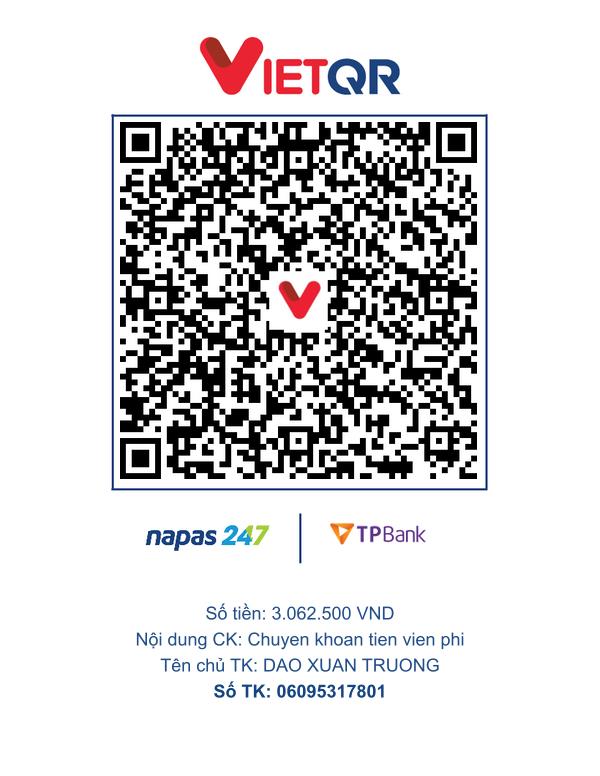 VIETQR
napas 247
TPBank
Số tiền: 3.062.500 VND
Nội dung CK: Chuyen khoan tien vien phi
Tên chủ TK: DAO XUAN TRUONG
Số TK: 06095317801